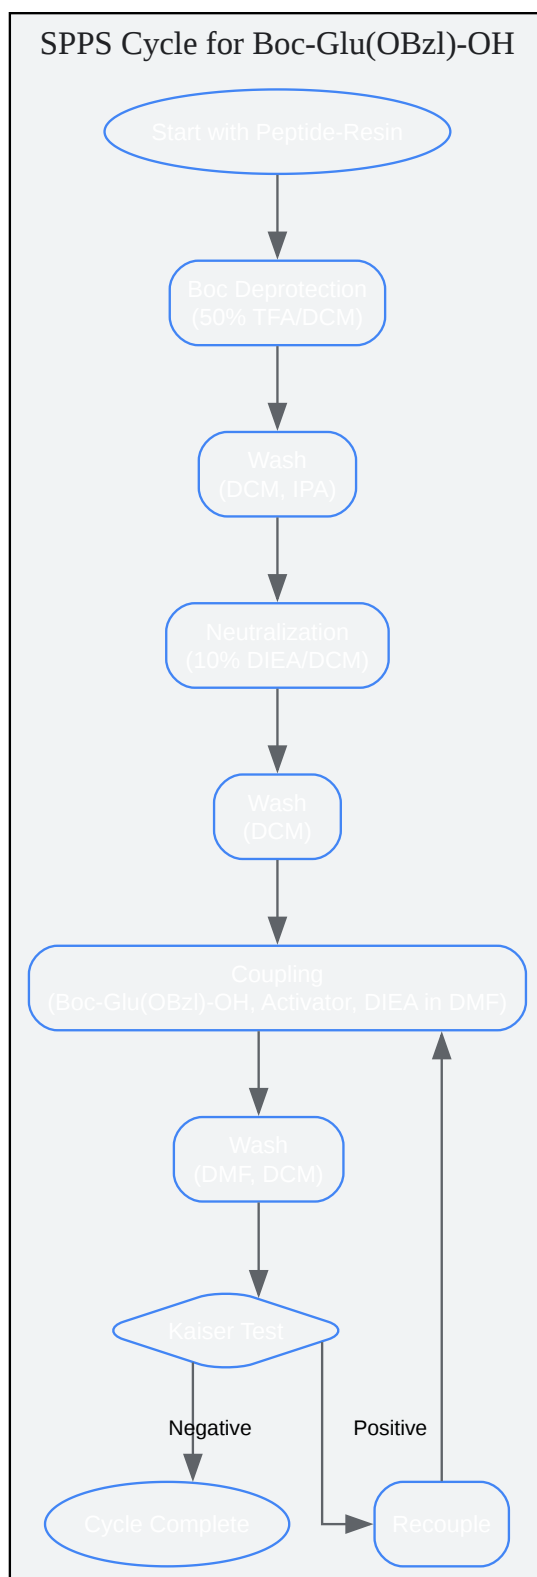 SPPS Cycle for Boc-Glu(OBzl)-OH
Start with Peptide-Resin
Boc Deprotection
(50% TFA/DCM)
Wash
(DCM, IPA)
Neutralization
(10% DIEA/DCM)
Wash
(DCM)
Coupling
(Boc-Glu(OBzl)-OH, Activator, DIEA in DMF)
Wash
(DMF, DCM)
Kaiser Test
Negative
Positive
Cycle Complete
Recouple